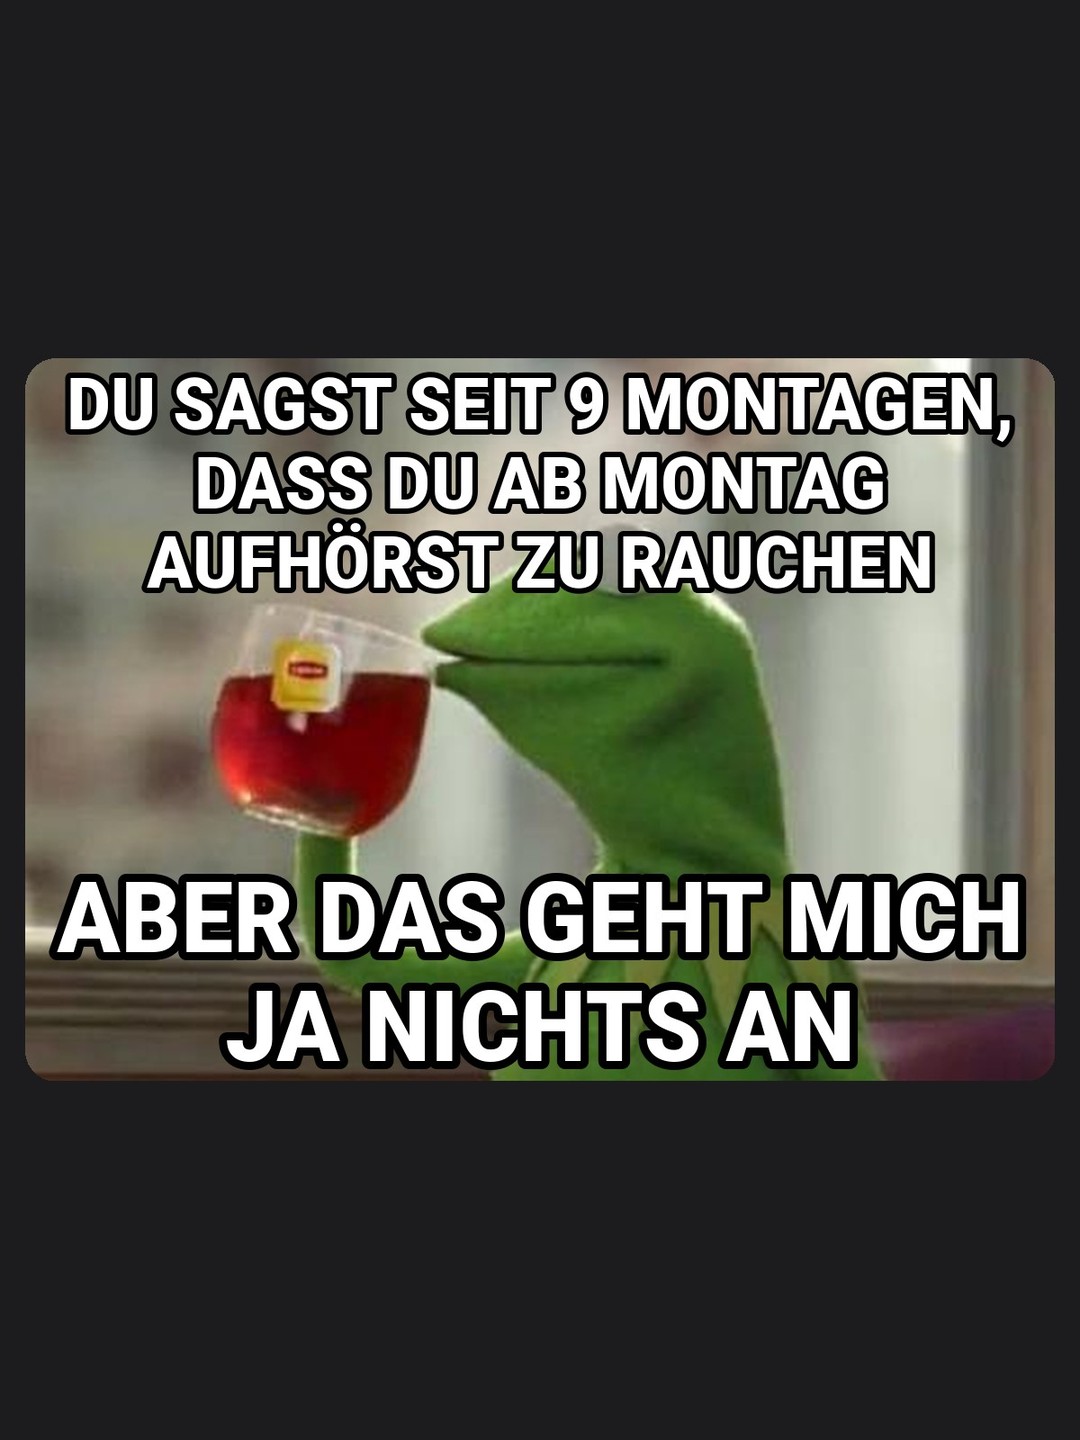 DU SAGST SEIT 9 MONTAGEN,
DASS DU AB MONTAG
AUFHÖRST ZU RAUCHEN
ABER DAS GEHT MICH
JA NICHTS AN